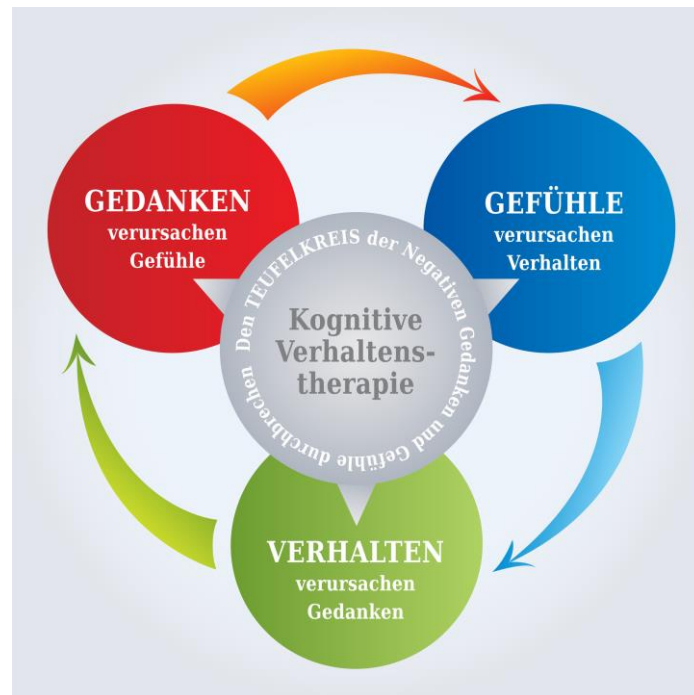 GEDANKEN
verursachen
Gefühle
GEFÜHLE
verursachen
Verhalten
Den TEUFELKREIS der Negativen Gedanken und Gefühle durchbrechen
Kognitive
Verhaltens-
therapie
VERHALTEN
verursachen
Gedanken